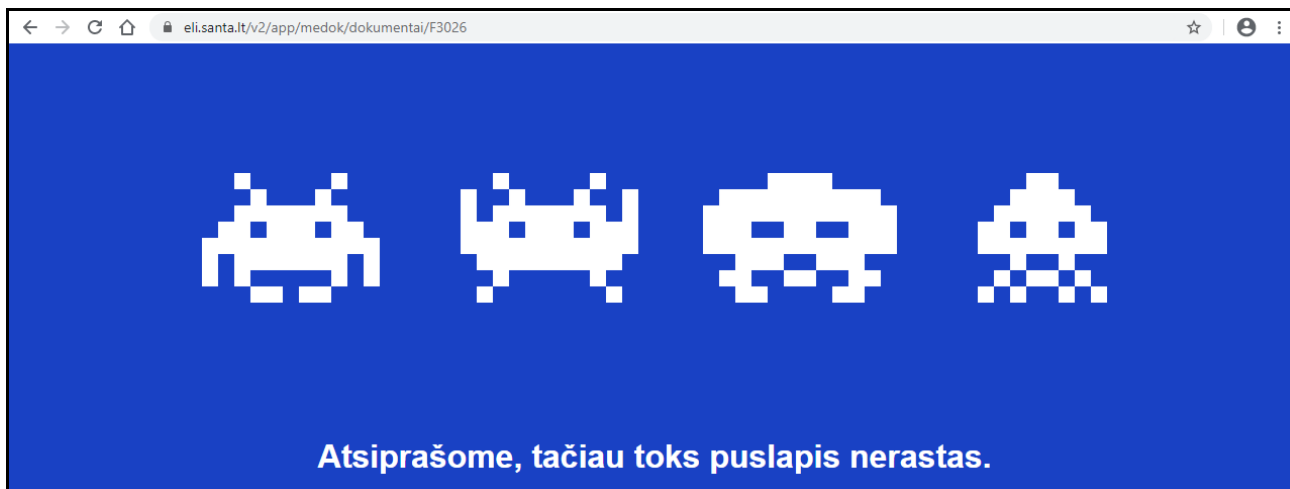 eli.santa.lt/v2/app/medok/dokumentai/F3026
Atsiprašome, tačiau toks puslapis nerastas.